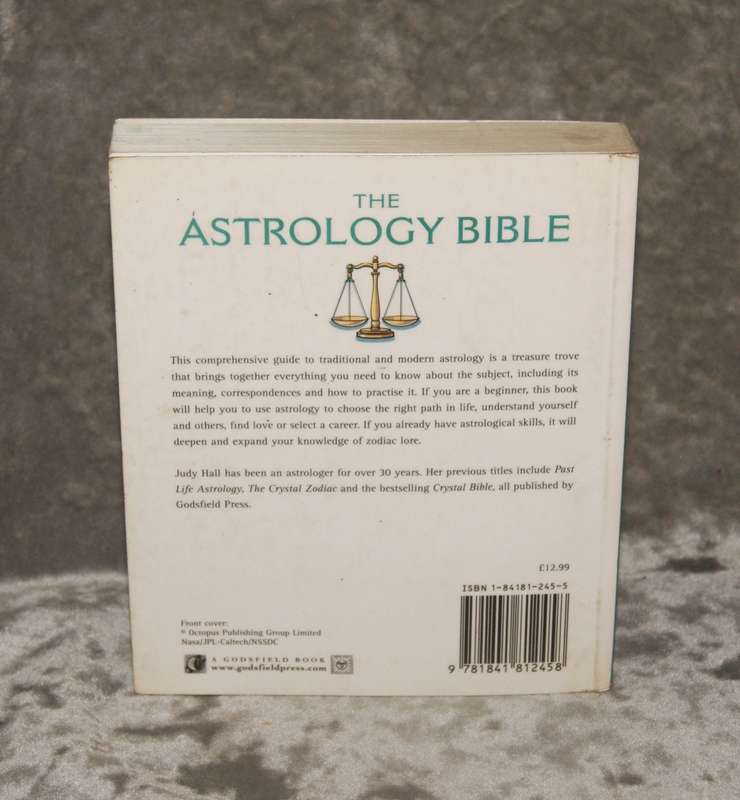 THE
ASTROLOGY BIBLE
This comprehensive guide to traditional and modern astrology is a treasure trove
that brings together everything you need to know about the subject, including its
meaning, correspondences and how to practise it. If you are a beginner, this book
will help you to use astrology to choose the right path in life, understand yourself
and others, find love or select a career. If you already have astrological skills, it will
deepen and expand your knowledge of zodiac lore.
Judy Hall has been an astrologer for over 30 years. Her previous titles include Past
Life Astrology, The Crystal Zodiac and the bestselling Crystal Bible, all published by
Godsfield Press.
£12.99
ISBN 1-84181-245-5
9 781841 812458
Front cover:
© Octopus Publishing Group Limited
Nasa/JPL-Caltech/NSSDC
A GODSFIELD BOOK
www.godsfieldpress.com